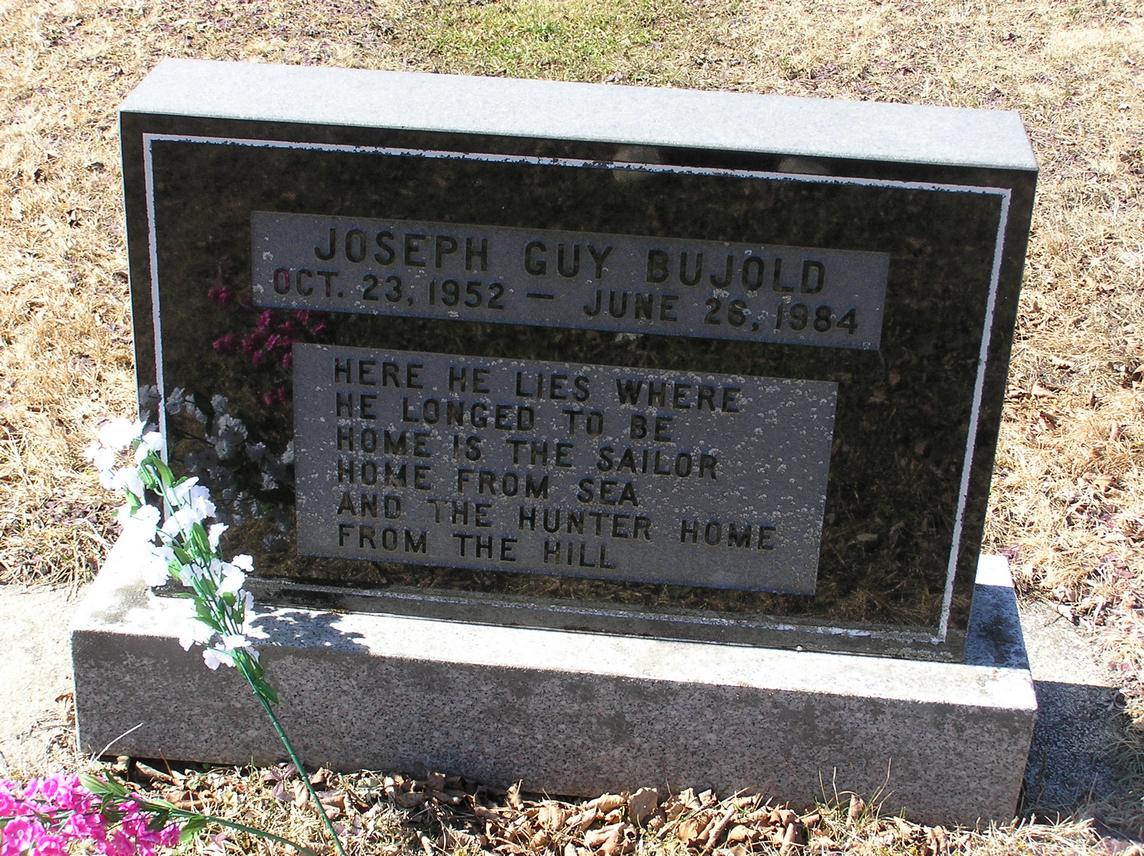 JOSEPH GUY BUJOLD
OCT. 23, 1952 — JUNE 26, 1984
HERE HE LIES WHERE
HE LONGED TO BE
HOME IS THE SAILOR
HOME FROM SEA
AND THE HUNTER HOME
FROM THE HILL